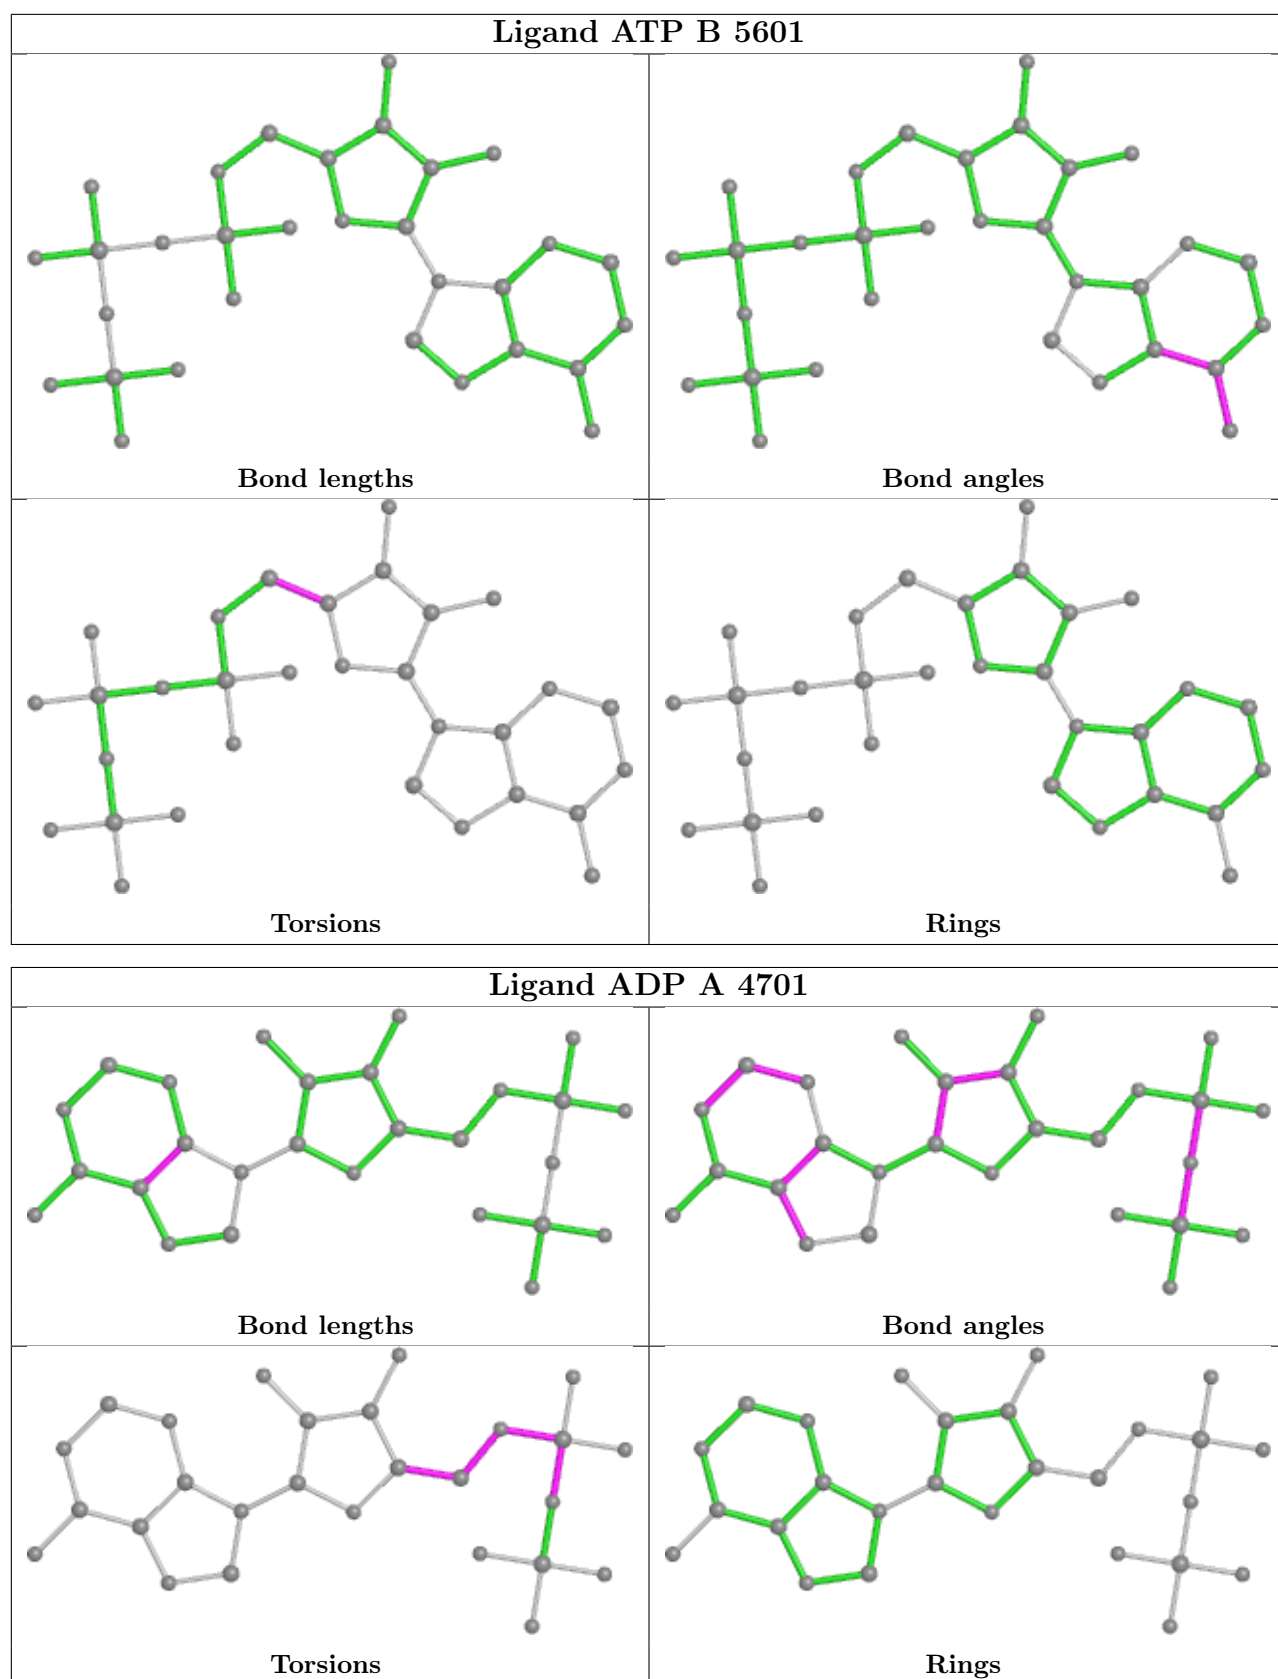 Ligand ATP B 5601
Bond lengths
Bond angles
Torsions
Rings
Ligand ADP A 4701
Bond lengths
Bond angles
Torsions
Rings